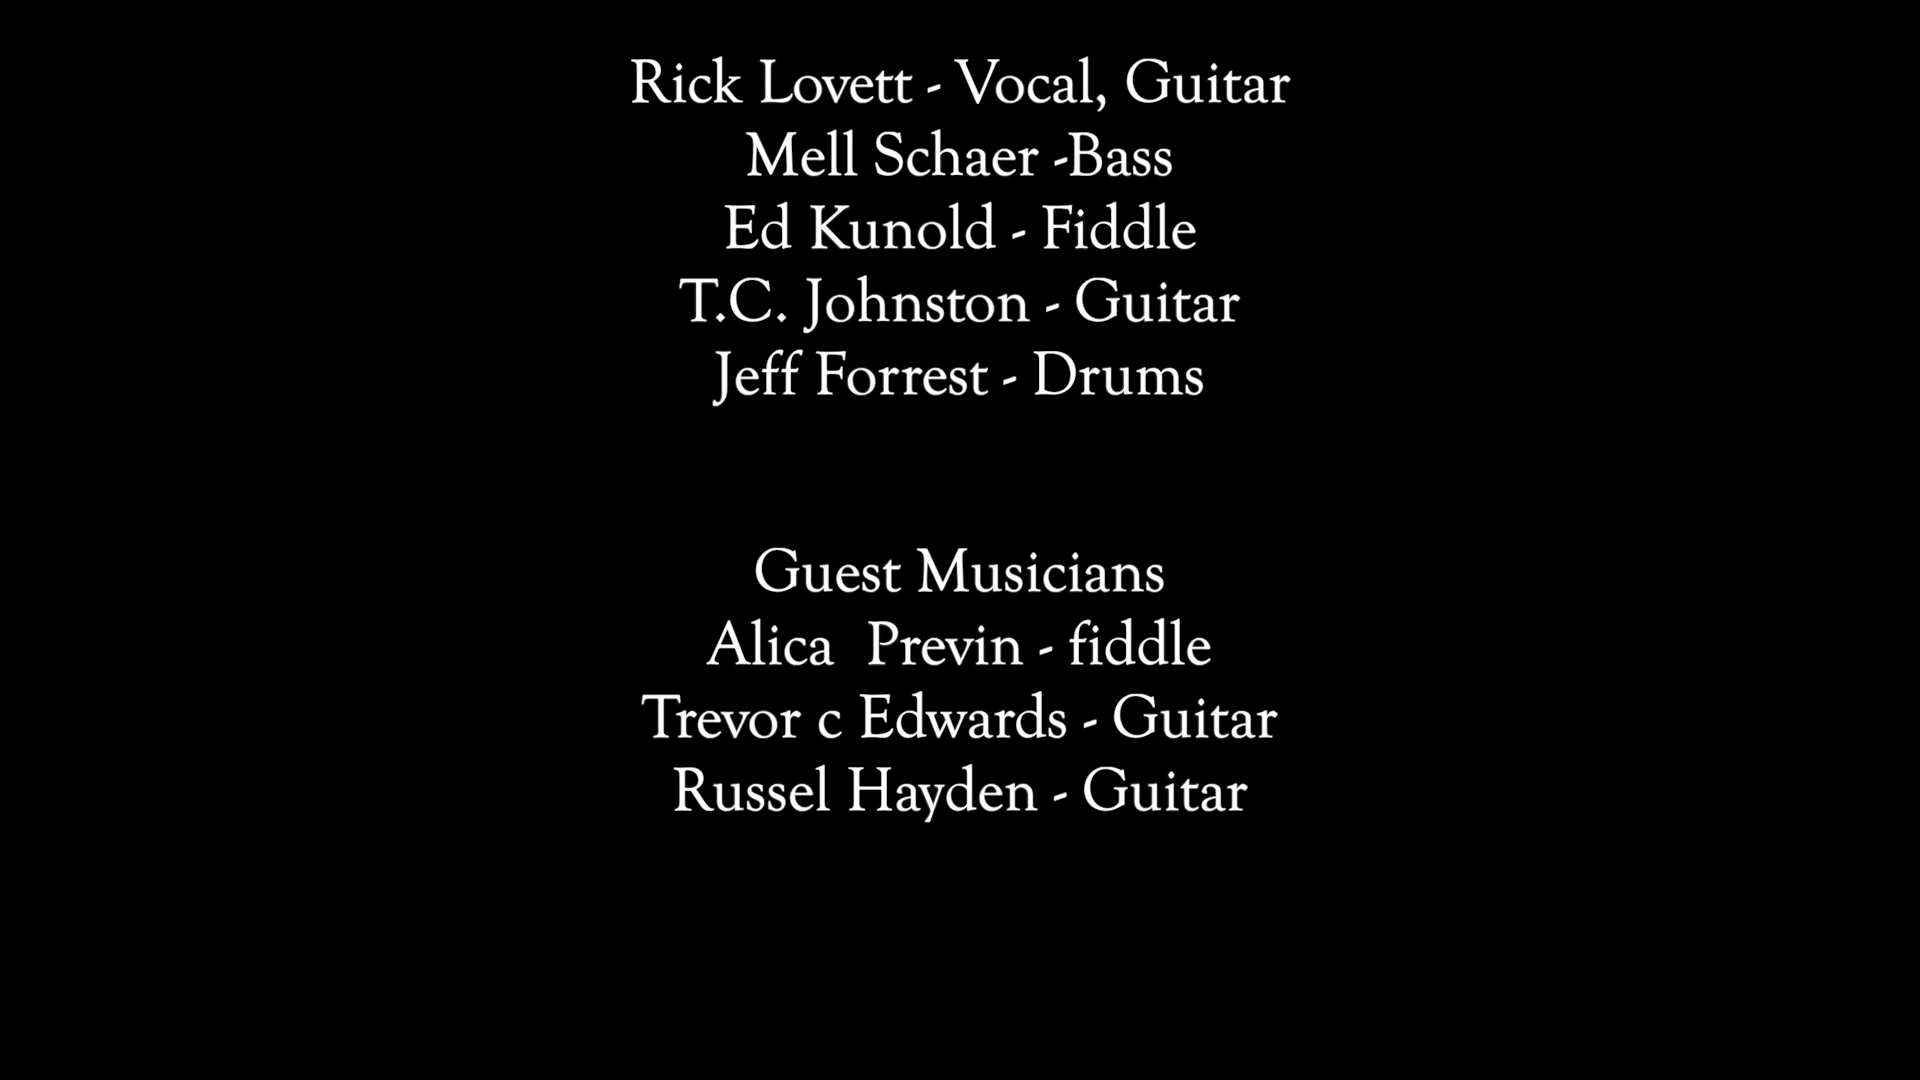 Rick Lovett - Vocal, Guitar
Mell Schaer -Bass
Ed Kunold - Fiddle
T.C. Johnston - Guitar
Jeff Forrest - Drums
Guest Musicians
Alica  Previn - fiddle
Trevor c Edwards - Guitar
Russel Hayden - Guitar